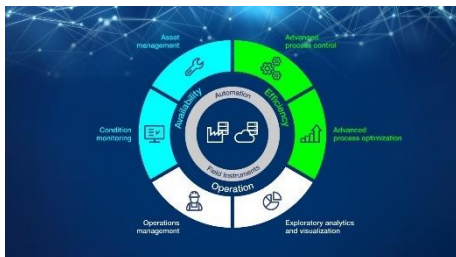 Asset
management
Advanced
process control
Availability
Efficiency
Automation
Condition
monitoring
Advanced
process optimization
Field Instruments
Operation
Operations
management
Exploratory analytics
and visualization